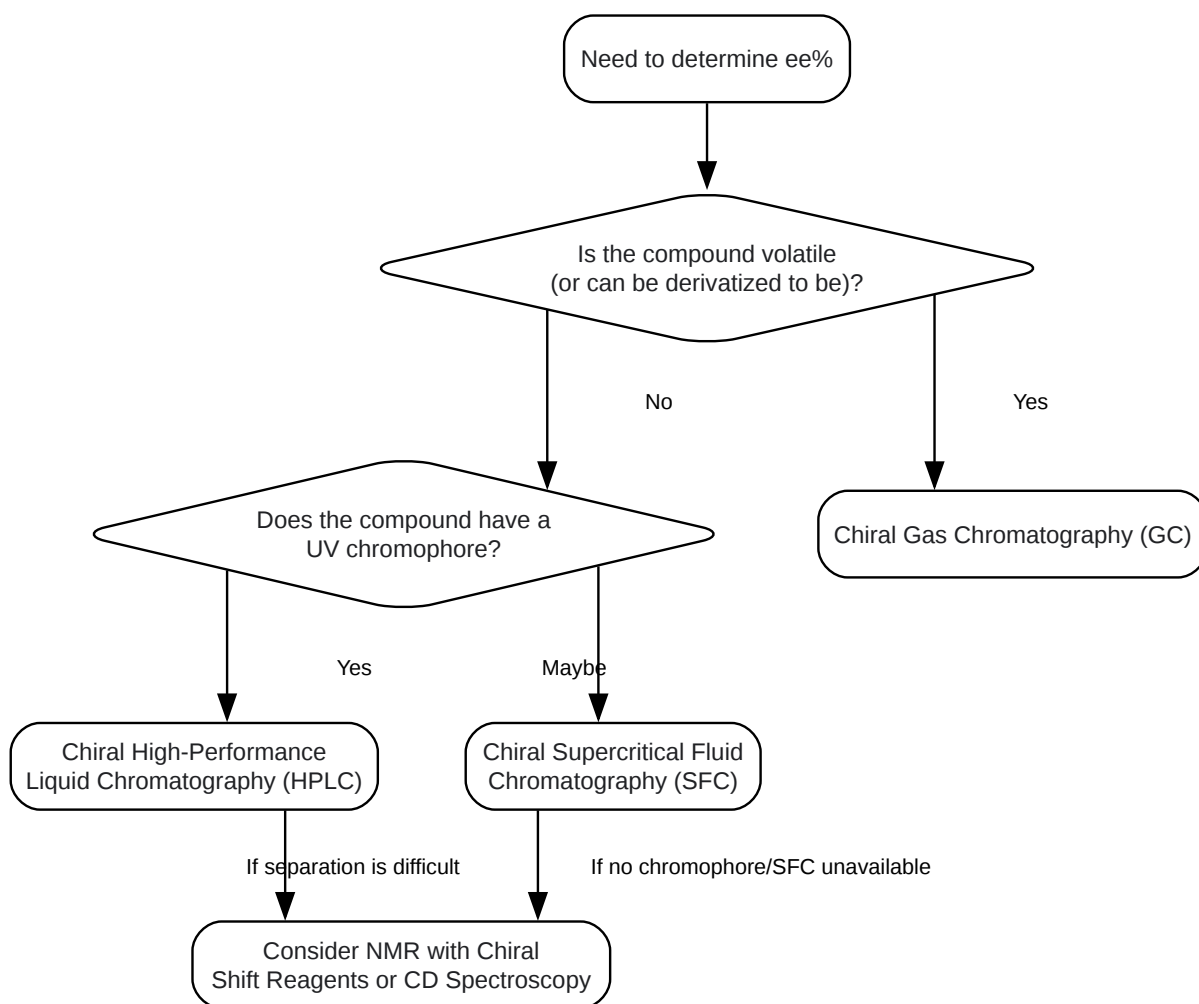 Need to determine ee%
Is the compound volatile
(or can be derivatized to be)?
No
Yes
Does the compound have a
UV chromophore?
Chiral Gas Chromatography (GC)
Yes
Maybe
Chiral High-Performance
Liquid Chromatography (HPLC)
Chiral Supercritical Fluid
Chromatography (SFC)
If separation is difficult
If no chromophore/SFC unavailable
Consider NMR with Chiral
Shift Reagents or CD Spectroscopy